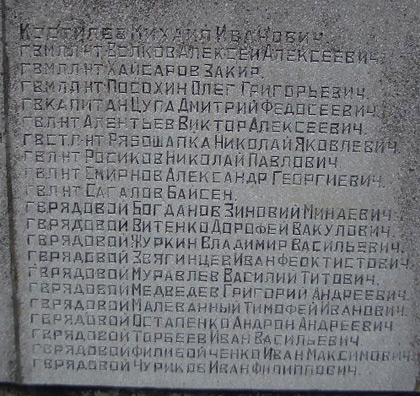 Костилев Михаил Иванович.
Гв мл л-нт Волков Алексей Алексеевич.
Гв мл л-нт Хайсаров Закир.
Гв мл л-нт Посохин Олег Григорьевич.
Гв капитан Цуга Дмитрий Федосеевич.
Гв л-нт Алентьев Виктор Алексеевич.
Гв ст л-нт Рябошапка Николай Яковлевич.
Гв л-нт Росиков Николай Павлович
Гв л-нт Смирнов Александр Георгиевич.
Гв л-нт Сагалов Байсен.
Гв рядовой Богданов Зиновий Минаевич.
Гв рядовой Витенко Дорофей Вакулович.
Гв рядовой Журкин Владимир Васильевич.
Гв рядовой Звягинцев Иван Феоктистович
Гв рядовой Муравлев Василий Титович.
Гв рядовой Медведев Григорий Андреевич.
Гв рядовой Малеванный Тимофей Иванович.
Гв рядовой Остапенко Андрон Андреевич
Гв рядовой Торбеев Иван Васильевич.
Гв рядовой Филибойченко Иван Максимович
Гв рядовой Чуриков Иван Филиппович.